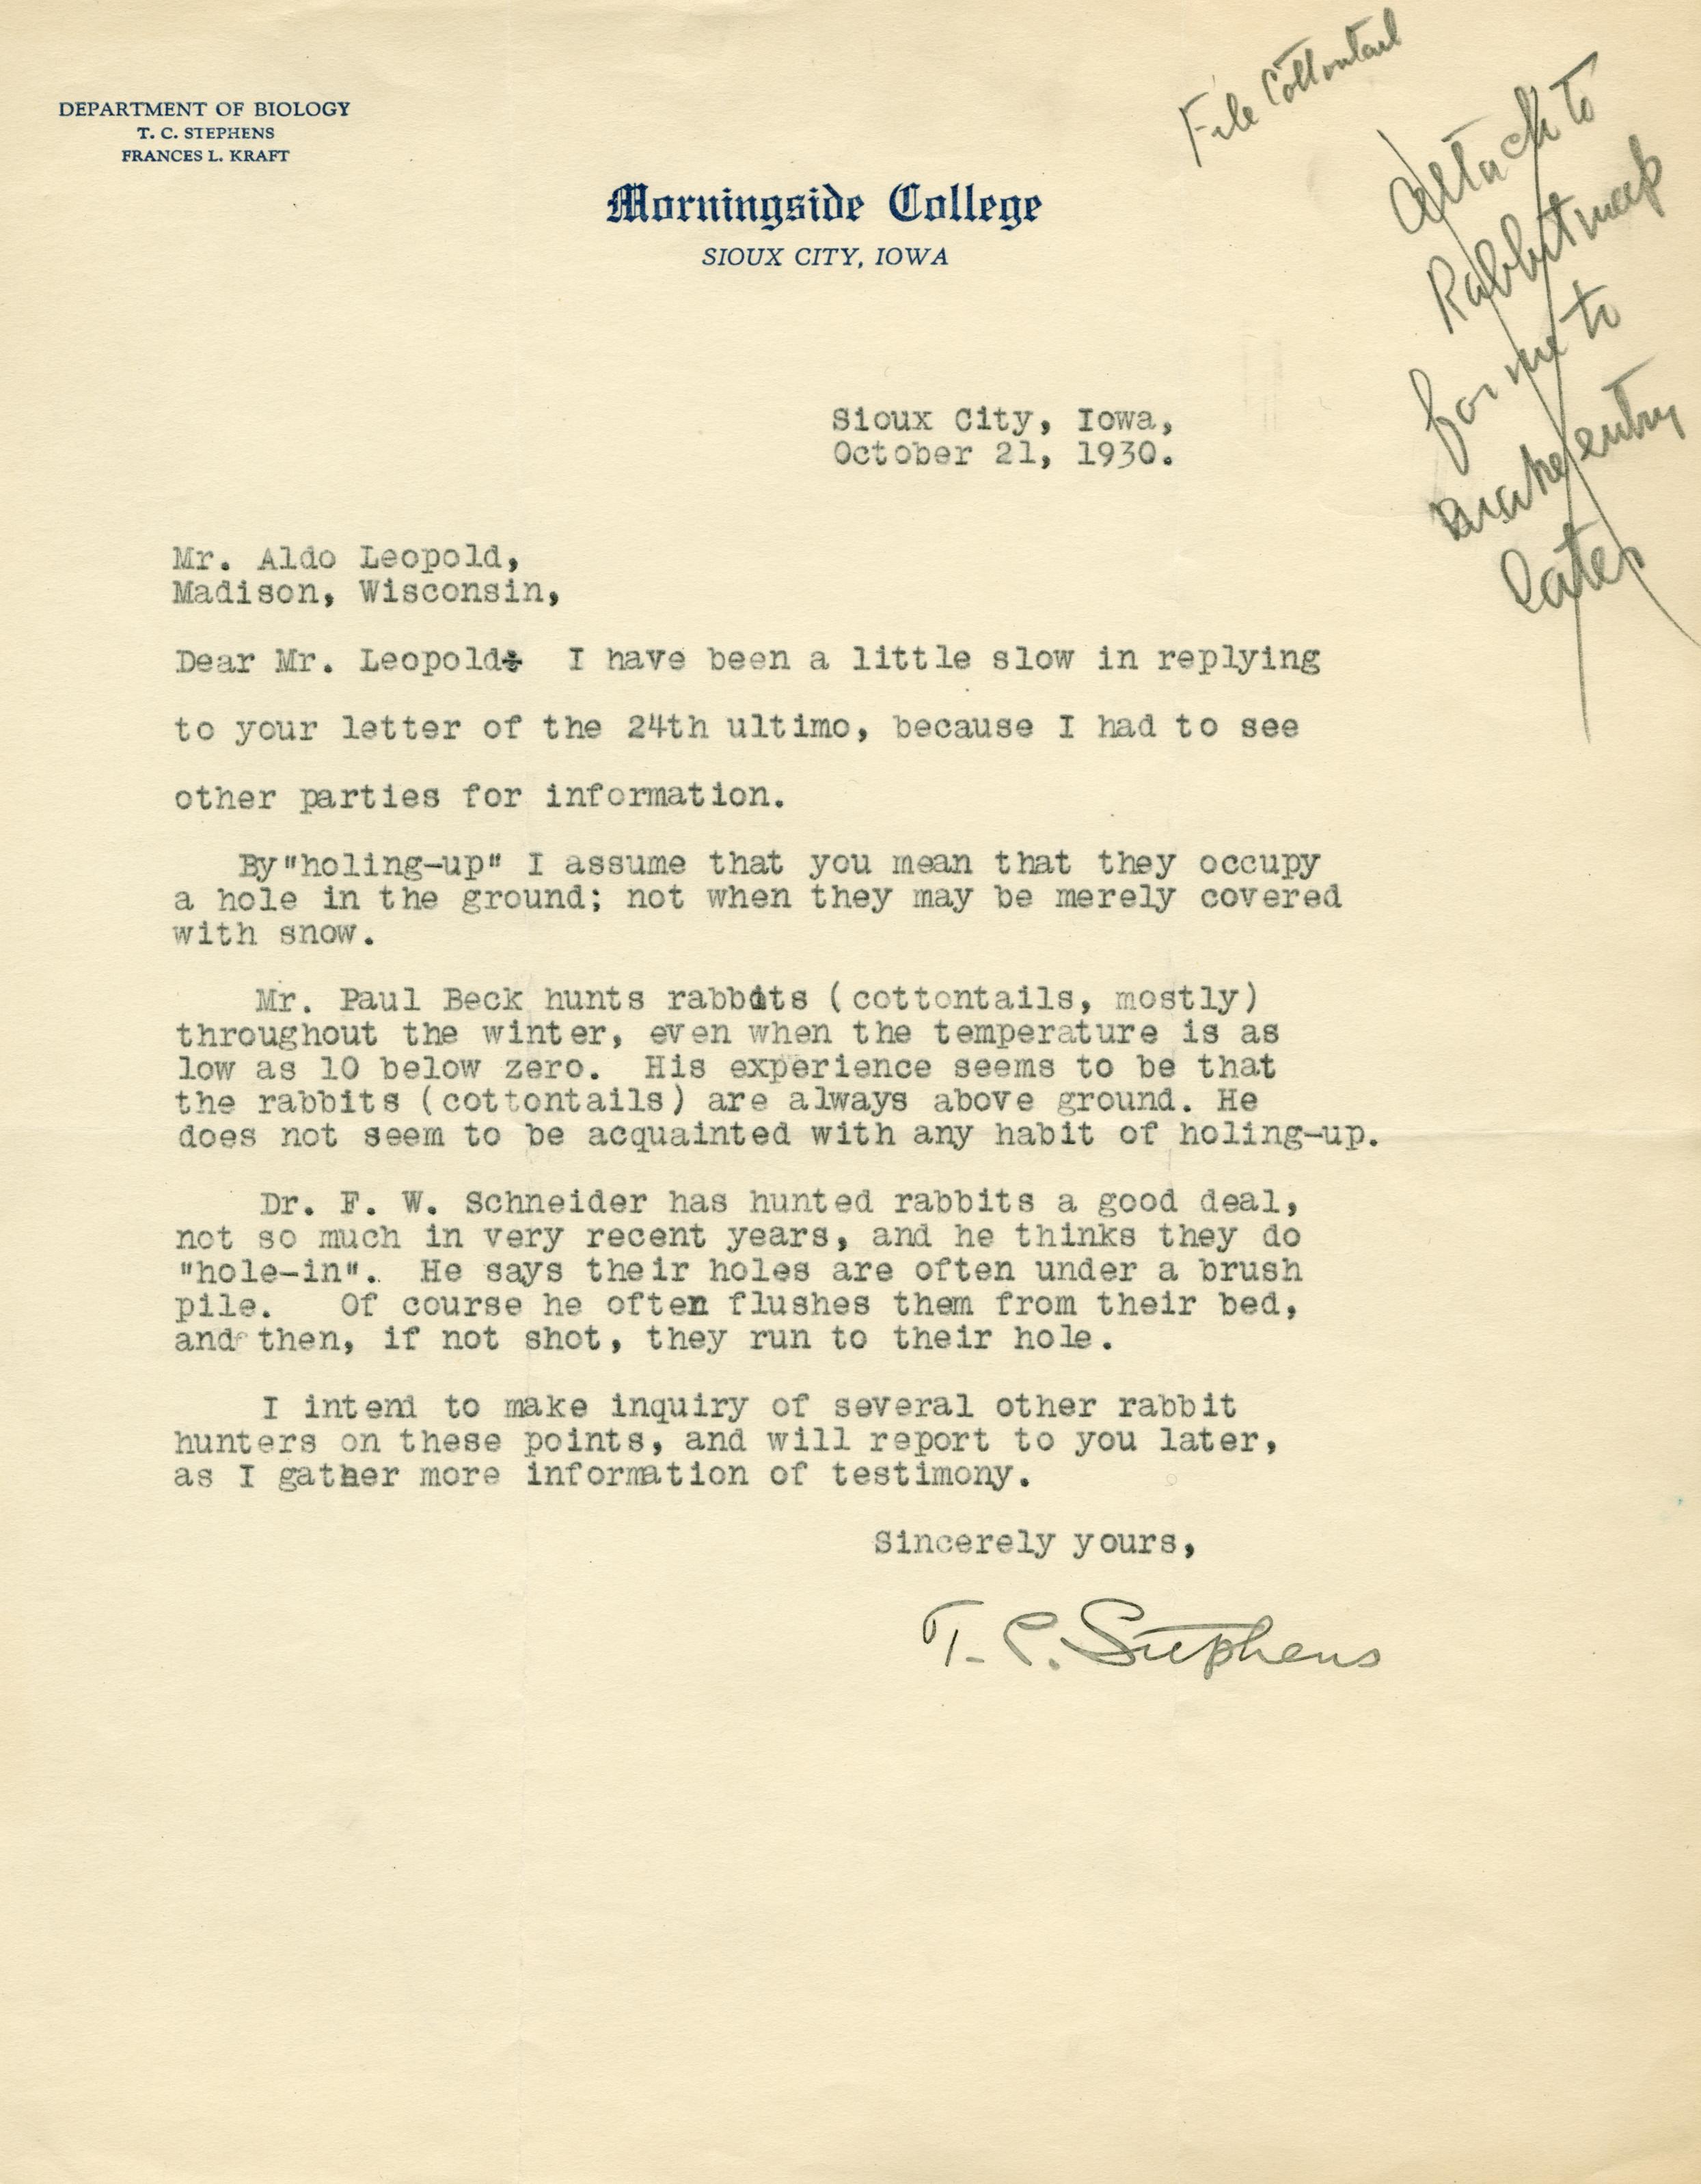 File Cottontail
Attach to
Rabbit map
for me to
make entry
later
DEPARTMENT OF BIOLOGY
T. C. STEPHENS
FRANCES L. KRAFT
Morningside College
SIOUX CITY, IOWA
Sioux City, Iowa,
October 21, 1930.
Mr. Aldo Leopold,
Madison, Wisconsin,
Dear Mr. Leopold: I have been a little slow in replying
to your letter of the 24th ultimo, because I had to see
other parties for information.
By"holing-up" I assume that you mean that they occupy
a hole in the ground; not when they may be merely covered
with snow.
Mr. Paul Beck hunts rabbits (cottontails, mostly)
throughout the winter, even when the temperature is as
low as 10 below zero. His experience seems to be that
the rabbits (cottontails) are always above ground. He
does not seem to be acquainted with any habit of holing-up.
Dr. F. W. Schneider has hunted rabbits a good deal,
not so much in very recent years, and he thinks they do
"hole-in". He says their holes are often under a brush
pile. Of course he often flushes them from their bed,
and then, if not shot, they run to their hole.
I intend to make inquiry of several other rabbit
hunters on these points, and will report to you later,
as I gather more information of testimony.
Sincerely yours,
T. C. Stephens